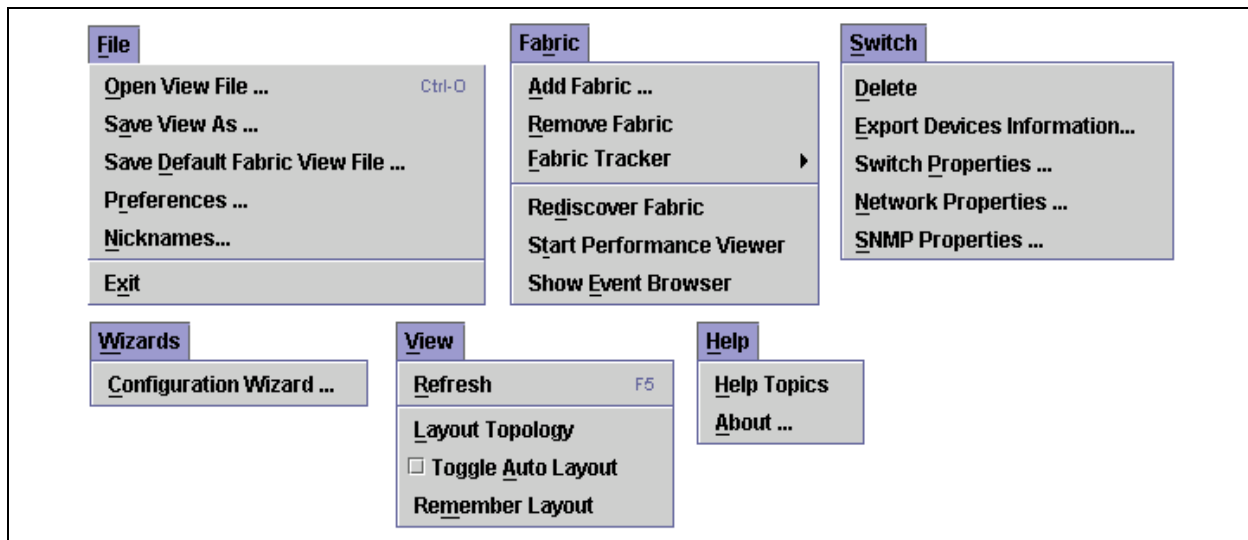 File
Open View File ... Ctrl-O
Save View As ...
Save Default Fabric View File ...
Preferences ...
Nicknames...
Exit
Fabric
Add Fabric ...
Remove Fabric
Fabric Tracker
Rediscover Fabric
Start Performance Viewer
Show Event Browser
Switch
Delete
Export Devices Information...
Switch Properties ...
Network Properties ...
SNMP Properties ...
Wizards
Configuration Wizard ...
View
Refresh F5
Layout Topology
Toggle Auto Layout
Remember Layout
Help
Help Topics
About ...